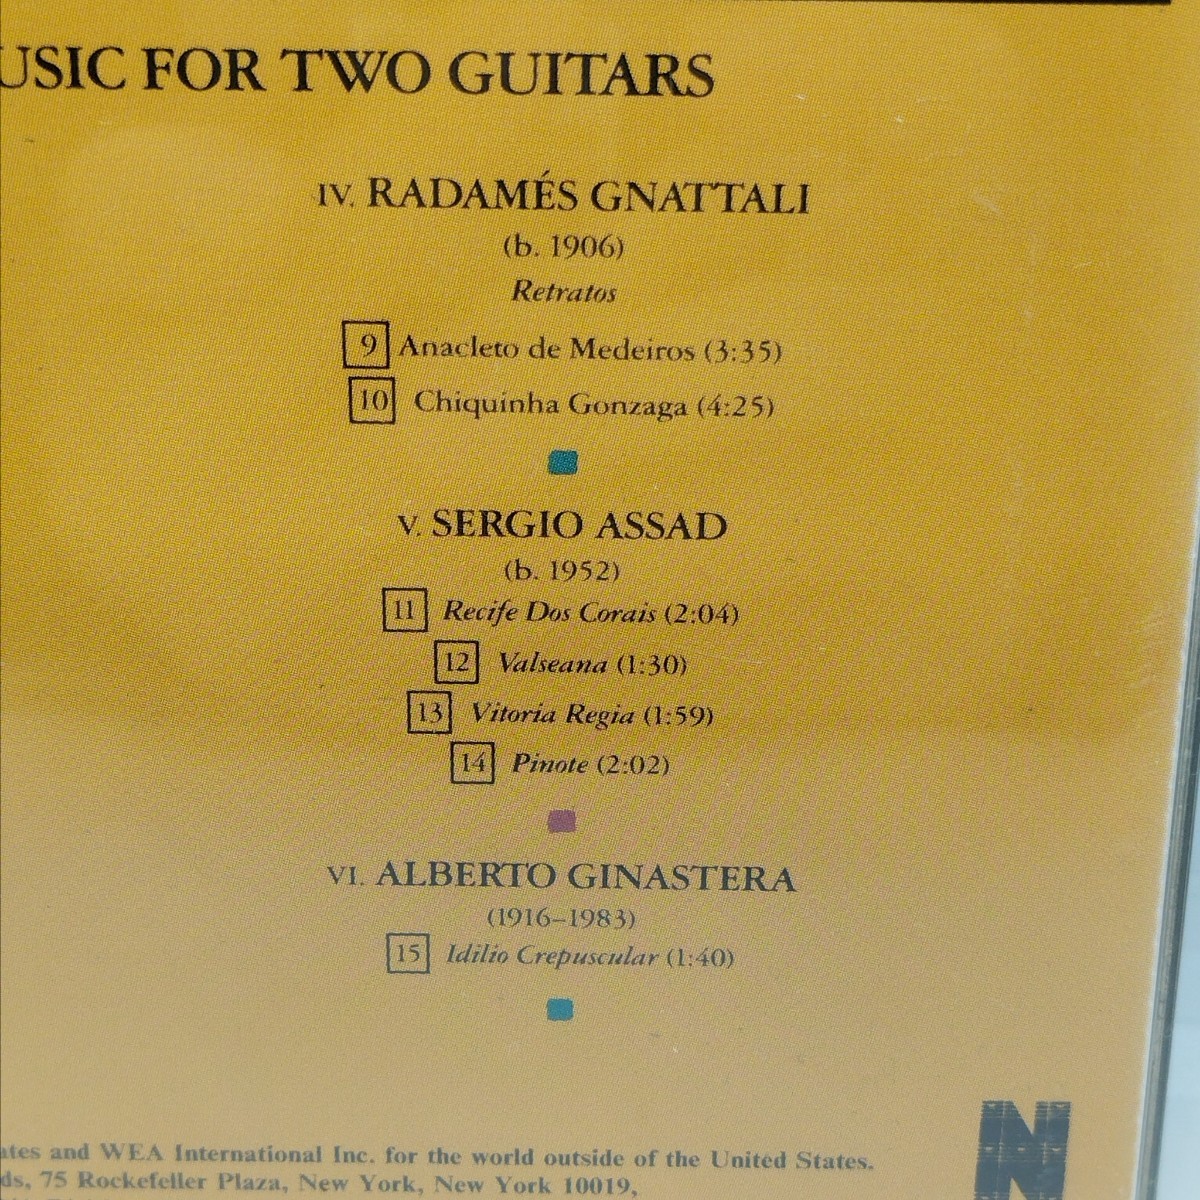 USIC FOR TWO GUITARS
IV. RADAMÉS GNATTALI
(b. 1906)
Retratos
9 Anacleto de Medeiros (3:35)
10 Chiquinha Gonzaga (4:25)
V. SERGIO ASSAD
(b. 1952)
11 Recife Dos Corais (2:04)
12 Valseana (1:30)
13 Vitoria Regia (1:59)
14 Pinote (2:02)
VI. ALBERTO GINASTERA
(1916–1983)
15 Idilio Crepuscular (1:40)
N
ates and WEA International Inc. for the world outside of the United States.
ds, 75 Rockefeller Plaza, New York, New York 10019,